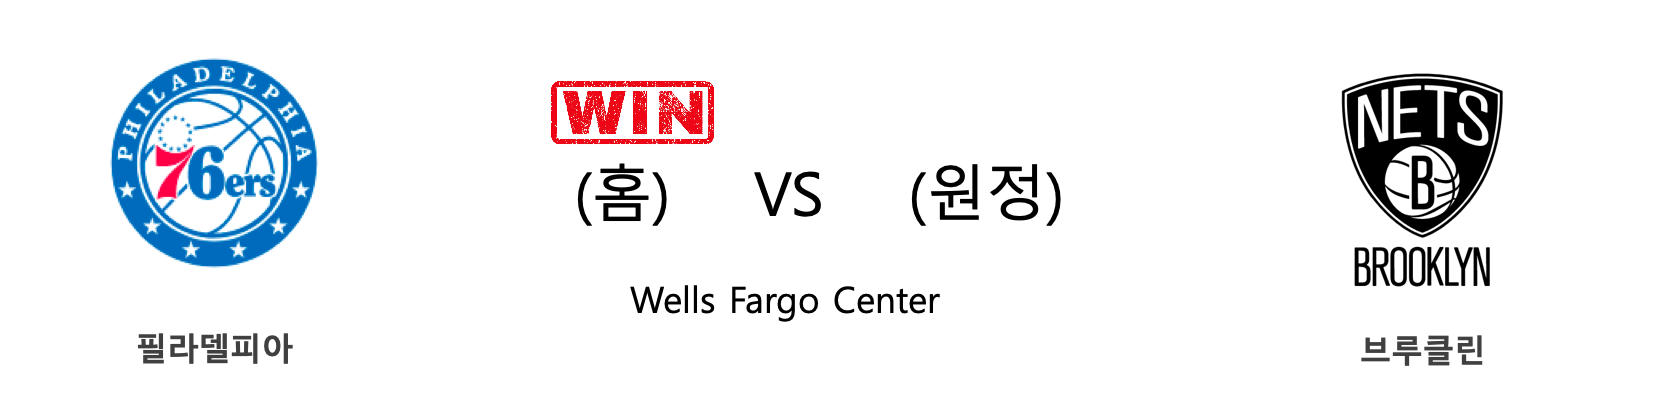 PHILADELPHIA
76ers
필라델피아
WIN
(홈) VS (원정)
Wells Fargo Center
NETS
B
BROOKLYN
브루클린